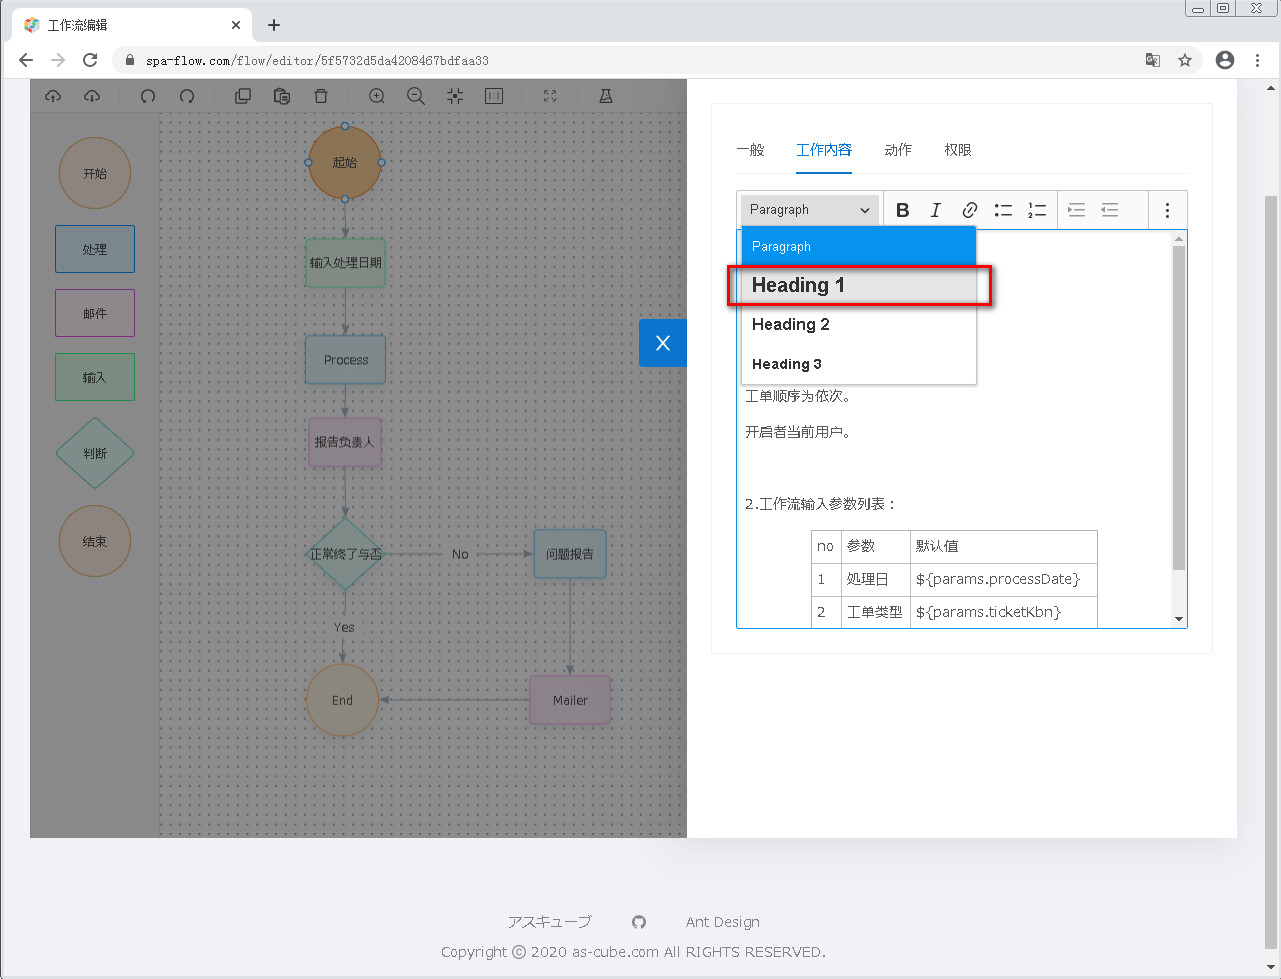 工作流编辑
spa-flow.com/flow/editor/5f5732d5da4208467bdfaa33
开始
处理
邮件
输入
判断
结束
起始
输入处理日期
Process
报告负责人
正常终了与否
No
问题报告
Yes
End
Mailer
一般
工作内容
动作
权限
Paragraph
Paragraph
Heading 1
Heading 2
Heading 3
工单顺序为依次。
开启者当前用户。
2.工作流输入参数列表：
no 参数 默认值
1 处理日 ${params.processDate}
2 工单类型 ${params.ticketKbn}
アスキューブ Ant Design
Copyright © 2020 as-cube.com All RIGHTS RESERVED.